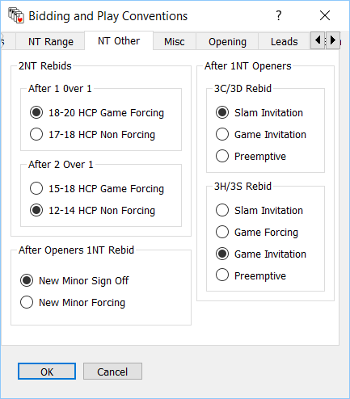 Bidding and Play Conventions
?
s
NT Range
NT Other
Misc
Opening
Leads
2NT Rebids
After 1 Over 1
18-20 HCP Game Forcing
17-18 HCP Non Forcing
After 2 Over 1
15-18 HCP Game Forcing
12-14 HCP Non Forcing
After Openers 1NT Rebid
New Minor Sign Off
New Minor Forcing
After 1NT Openers
3C/3D Rebid
Slam Invitation
Game Invitation
Preemptive
3H/3S Rebid
Slam Invitation
Game Forcing
Game Invitation
Preemptive
OK
Cancel